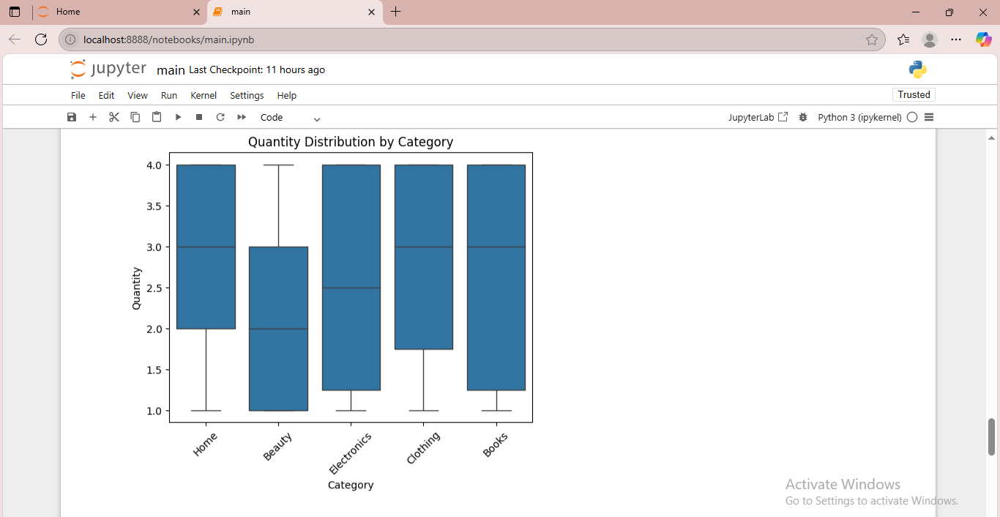 Home
main
localhost:8888/notebooks/main.ipynb
jupyter main Last Checkpoint: 11 hours ago
File Edit View Run Kernel Settings Help
Trusted
Code
JupyterLab
Python 3 (ipykernel)
Quantity Distribution by Category
4.0
3.5
3.0
2.5
2.0
1.5
1.0
Quantity
Home
Beauty
Electronics
Clothing
Books
Category
Activate Windows
Go to Settings to activate Windows.